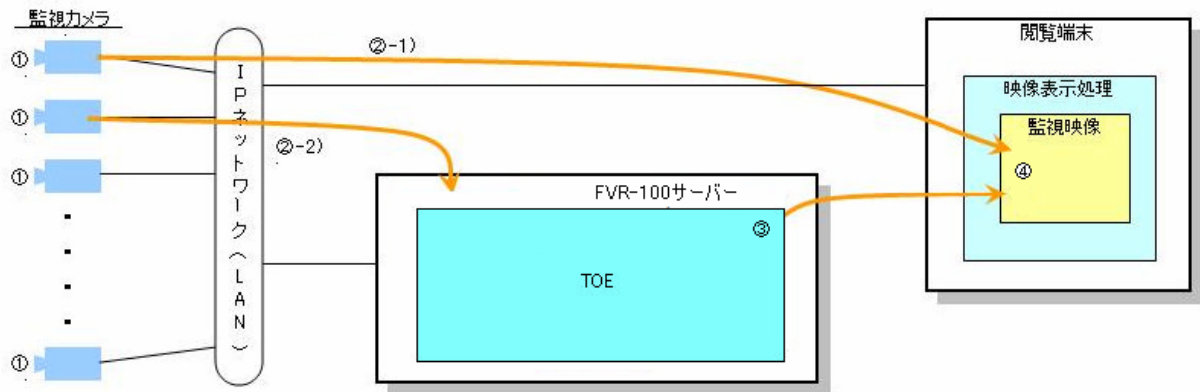 監視カメラ
①
①
①
①
IPネットワーク(LAN)
②-1)
②-2)
FVR-100サーバー
③
TOE
閲覧端末
映像表示処理
監視映像
④